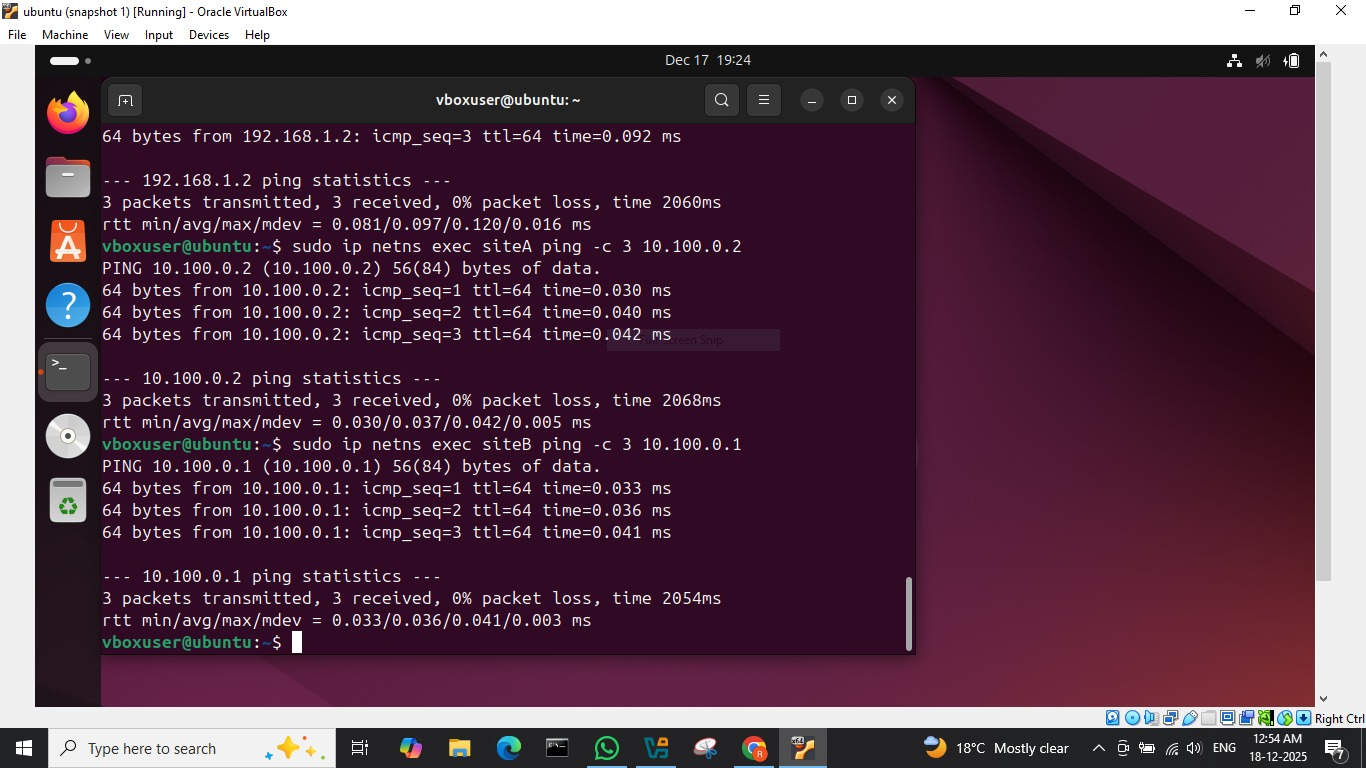 ubuntu (snapshot 1) [Running] - Oracle VirtualBox
File Machine View Input Devices Help
Dec 17 19:24
vboxuser@ubuntu: ~
64 bytes from 192.168.1.2: icmp_seq=3 ttl=64 time=0.092 ms
--- 192.168.1.2 ping statistics ---
3 packets transmitted, 3 received, 0% packet loss, time 2060ms
rtt min/avg/max/mdev = 0.081/0.097/0.120/0.016 ms
vboxuser@ubuntu:~$ sudo ip netns exec siteA ping -c 3 10.100.0.2
PING 10.100.0.2 (10.100.0.2) 56(84) bytes of data.
64 bytes from 10.100.0.2: icmp_seq=1 ttl=64 time=0.030 ms
64 bytes from 10.100.0.2: icmp_seq=2 ttl=64 time=0.040 ms
64 bytes from 10.100.0.2: icmp_seq=3 ttl=64 time=0.042 ms
Screen Snip
--- 10.100.0.2 ping statistics ---
3 packets transmitted, 3 received, 0% packet loss, time 2068ms
rtt min/avg/max/mdev = 0.030/0.037/0.042/0.005 ms
vboxuser@ubuntu:~$ sudo ip netns exec siteB ping -c 3 10.100.0.1
PING 10.100.0.1 (10.100.0.1) 56(84) bytes of data.
64 bytes from 10.100.0.1: icmp_seq=1 ttl=64 time=0.033 ms
64 bytes from 10.100.0.1: icmp_seq=2 ttl=64 time=0.036 ms
64 bytes from 10.100.0.1: icmp_seq=3 ttl=64 time=0.041 ms
--- 10.100.0.1 ping statistics ---
3 packets transmitted, 3 received, 0% packet loss, time 2054ms
rtt min/avg/max/mdev = 0.033/0.036/0.041/0.003 ms
vboxuser@ubuntu:~$
Right Ctrl
Type here to search
18°C Mostly clear
ENG
12:54 AM
18-12-2025
7